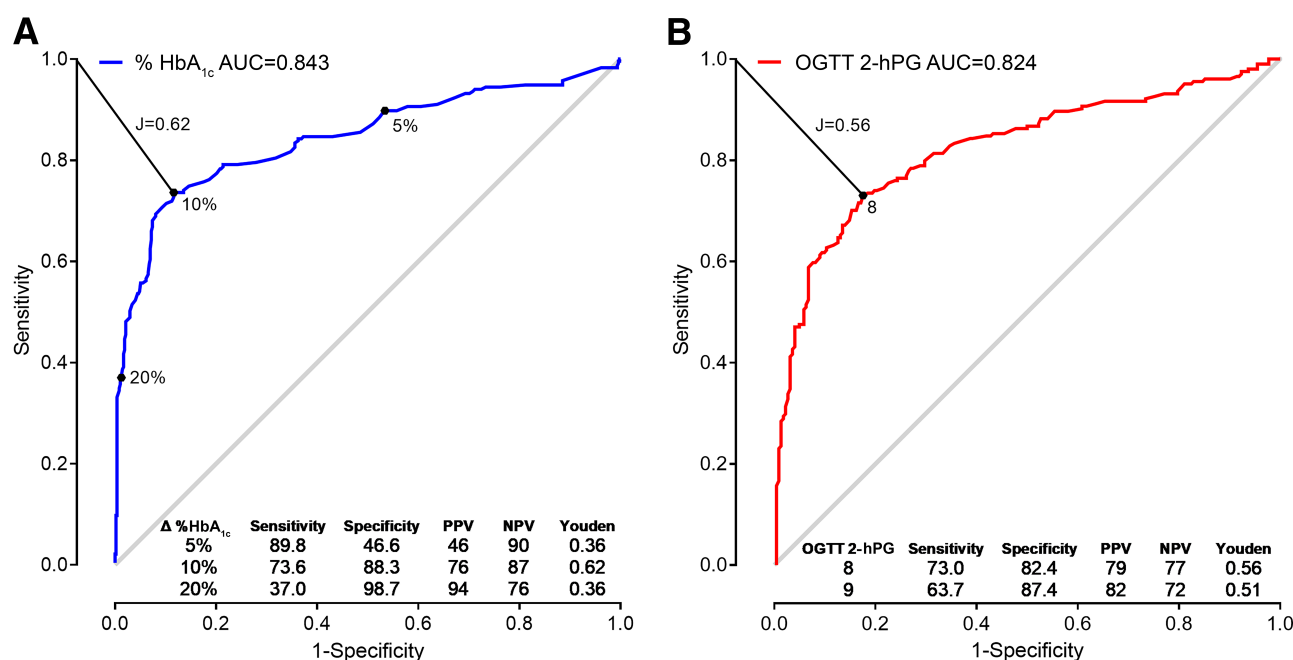 A
% HbA1c AUC=0.843
1.0
J=0.62
5%
0.8
10%
0.6
Sensitivity
0.4
20%
0.2
Δ %HbA1c Sensitivity Specificity PPV NPV Youden
5% 89.8 46.6 46 90 0.36
10% 73.6 88.3 76 87 0.62
20% 37.0 98.7 94 76 0.36
0.0
0.0 0.2 0.4 0.6 0.8 1.0
1-Specificity
B
OGTT 2-hPG AUC=0.824
1.0
J=0.56
0.8
8
0.6
Sensitivity
0.4
0.2
OGTT 2-hPG Sensitivity Specificity PPV NPV Youden
8 73.0 82.4 79 77 0.56
9 63.7 87.4 82 72 0.51
0.0
0.0 0.2 0.4 0.6 0.8 1.0
1-Specificity